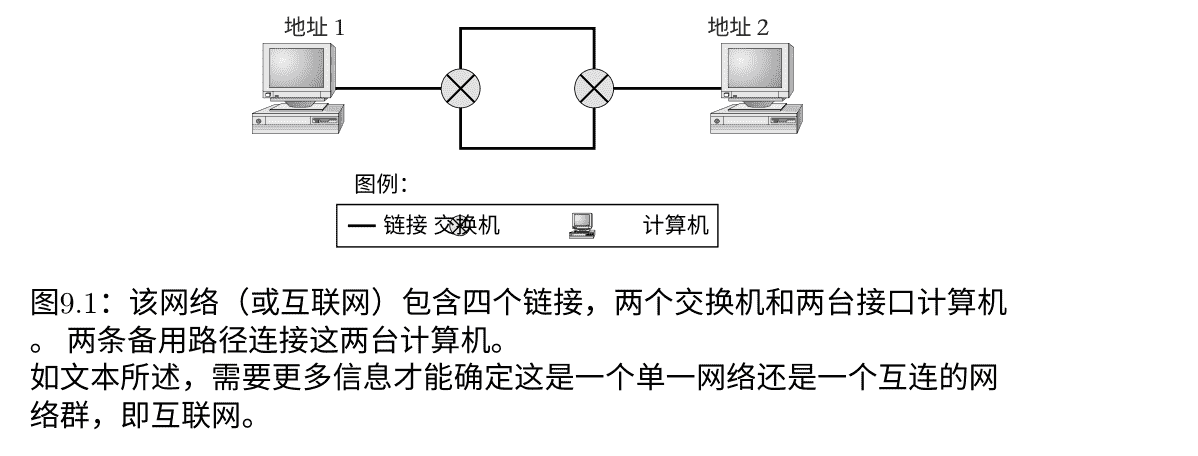 地址 1
地址 2
图例：
链接 交换机 计算机
图9.1：该网络（或互联网）包含四个链接，两个交换机和两台接口计算机
。 两条备用路径连接这两台计算机。
如文本所述，需要更多信息才能确定这是一个单一网络还是一个互连的网
络群，即互联网。